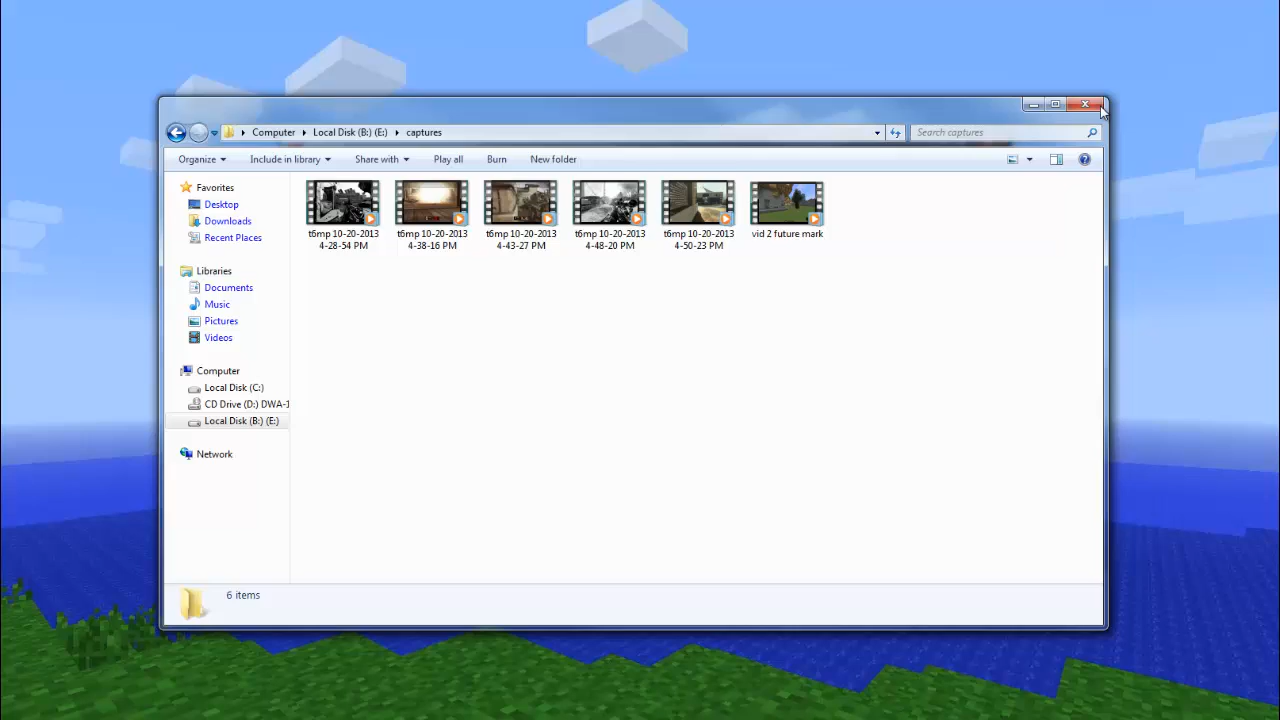 Computer Local Disk (B:) (E:) captures
Search captures
Organize Include in library Share with Play all Burn New folder
Favorites
Desktop
Downloads
Recent Places
Libraries
Documents
Music
Pictures
Videos
Computer
Local Disk (C:)
CD Drive (D:) DWA-1
Local Disk (B:) (E:)
Network
t6mp 10-20-2013
4-28-54 PM
t6mp 10-20-2013
4-38-16 PM
t6mp 10-20-2013
4-43-27 PM
t6mp 10-20-2013
4-48-20 PM
t6mp 10-20-2013
4-50-23 PM
vid 2 future mark
6 items